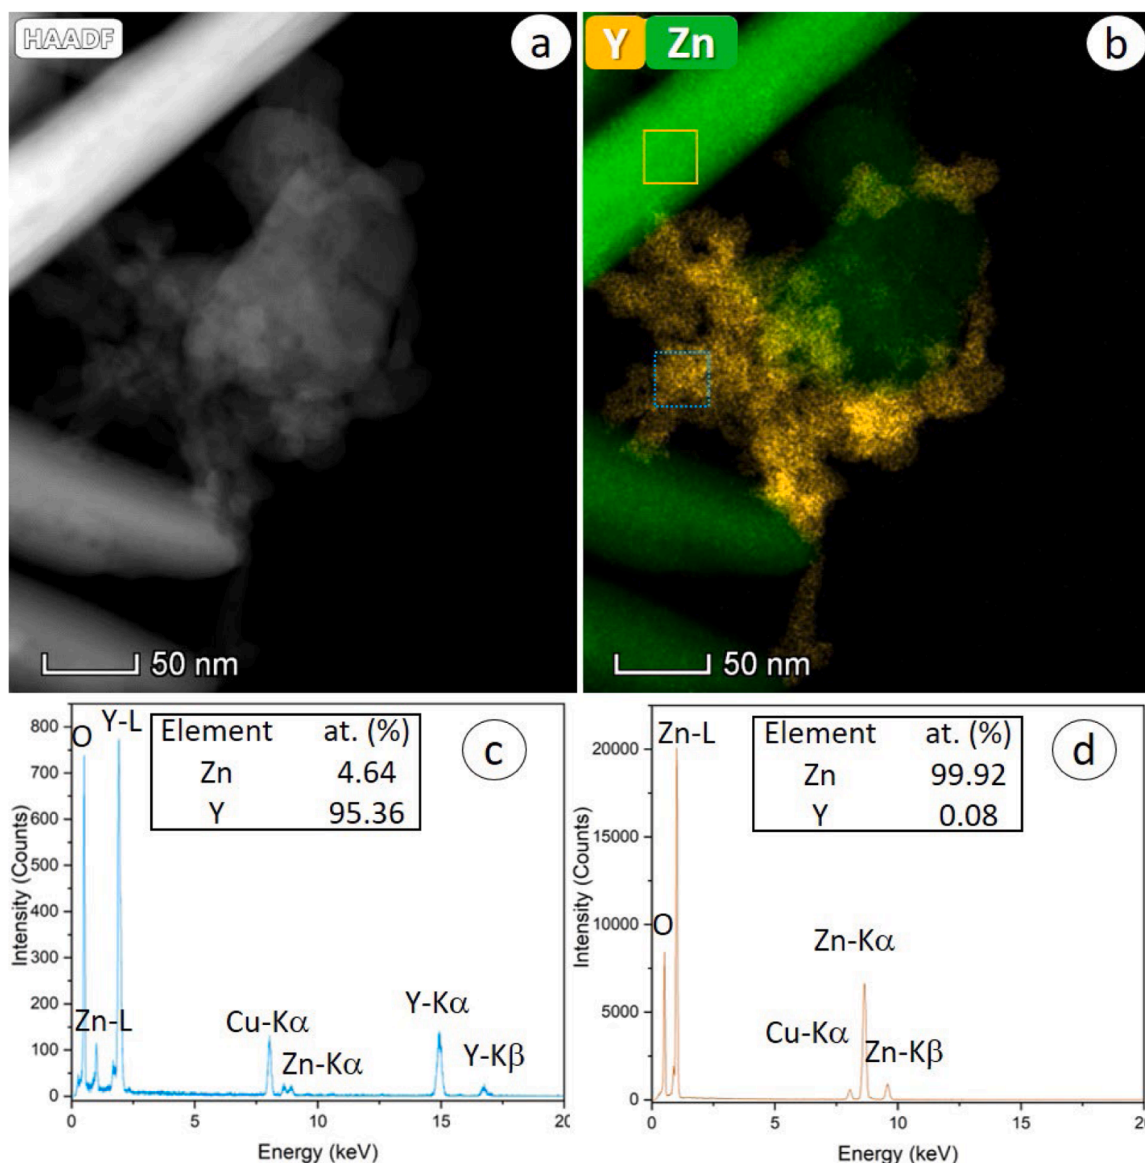 HAADF
a
Y Zn
b
50 nm
50 nm
c
Element at. (%)
Zn 4.64
Y 95.36
O
Y-L
Zn-L
Cu-Kα
Zn-Kα
Y-Kα
Y-Kβ
800
700
600
500
400
300
200
100
0
0 5 10 15 20
Intensity (Counts)
Energy (keV)
d
Element at. (%)
Zn 99.92
Y 0.08
Zn-L
O
Zn-Kα
Cu-Kα
Zn-Kβ
20000
15000
10000
5000
0
0 5 10 15 20
Intensity (Counts)
Energy (keV)